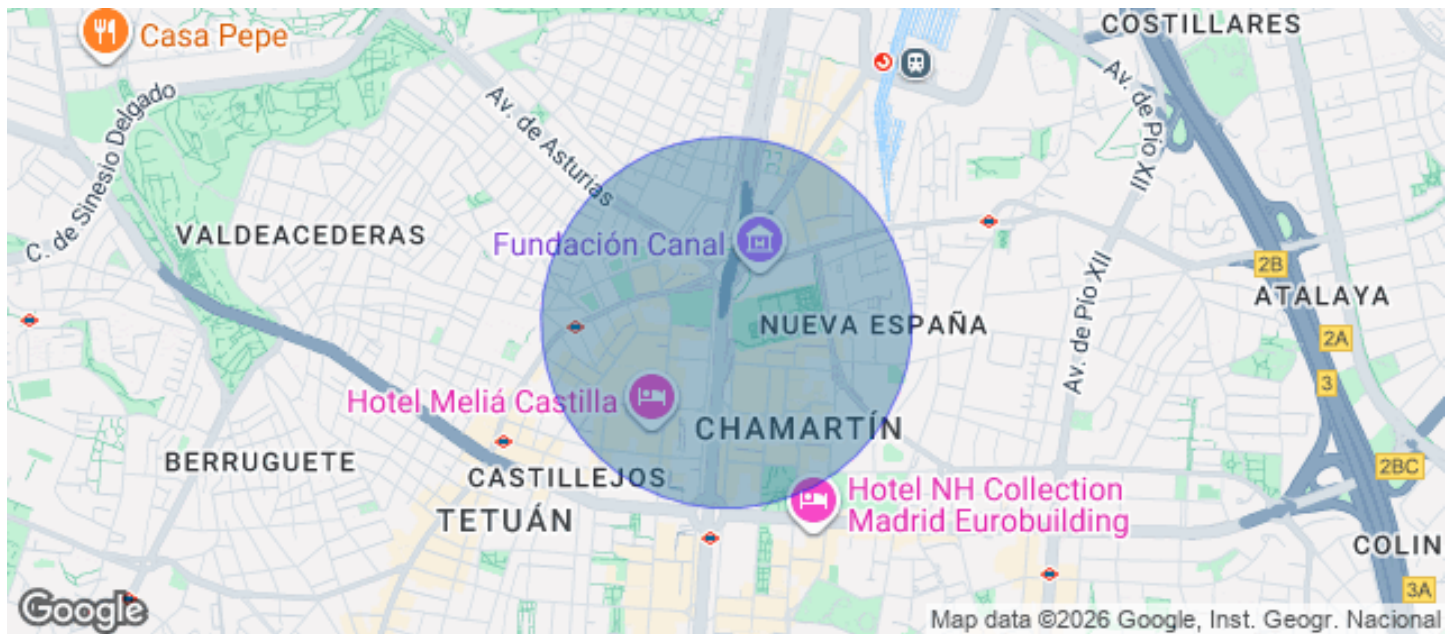 COSTILLARES
Casa Pepe
Av. de Pío XII
Av. de Asturias
C. de Sinesio Delgado
VALDEACEDERAS
Fundación Canal
2B
ATALAYA
NUEVA ESPAÑA
Av. de Pío XII
2A
3
Hotel Meliá Castilla
CHAMARTÍN
BERRUGUETE
CASTILLEJOS
2BC
Hotel NH Collection
Madrid Eurobuilding
TETUÁN
COLIN
3A
Google
Map data ©2026 Google, Inst. Geogr. Nacional